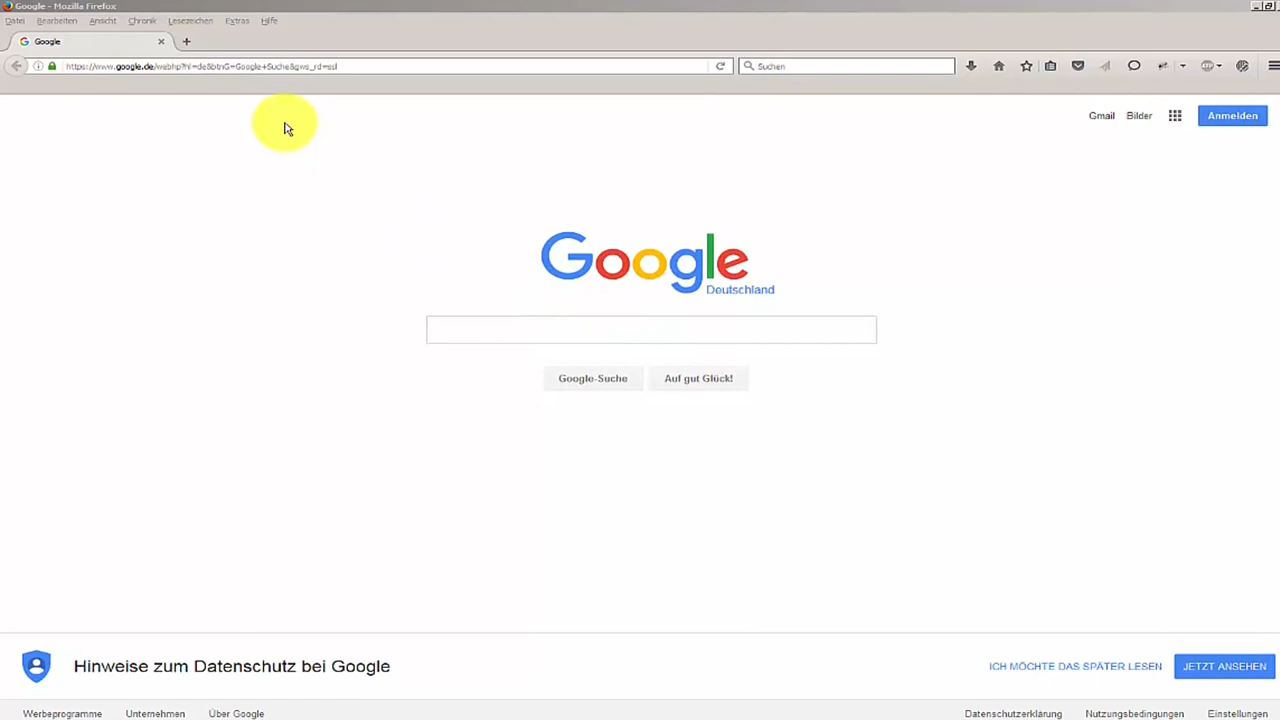 Google - Mozilla Firefox
Datei Bearbeiten Ansicht Chronik Lesezeichen Extras Hilfe
Google
https://www.google.de/webhp?hl=de&btnG=Google+Suche&gws_rd=ssl
Suchen
Gmail Bilder Anmelden
Google
Deutschland
Google-Suche Auf gut Glück!
Hinweise zum Datenschutz bei Google ICH MÖCHTE DAS SPÄTER LESEN JETZT ANSEHEN
Werbeprogramme Unternehmen Über Google Datenschutzerklärung Nutzungsbedingungen Einstellungen